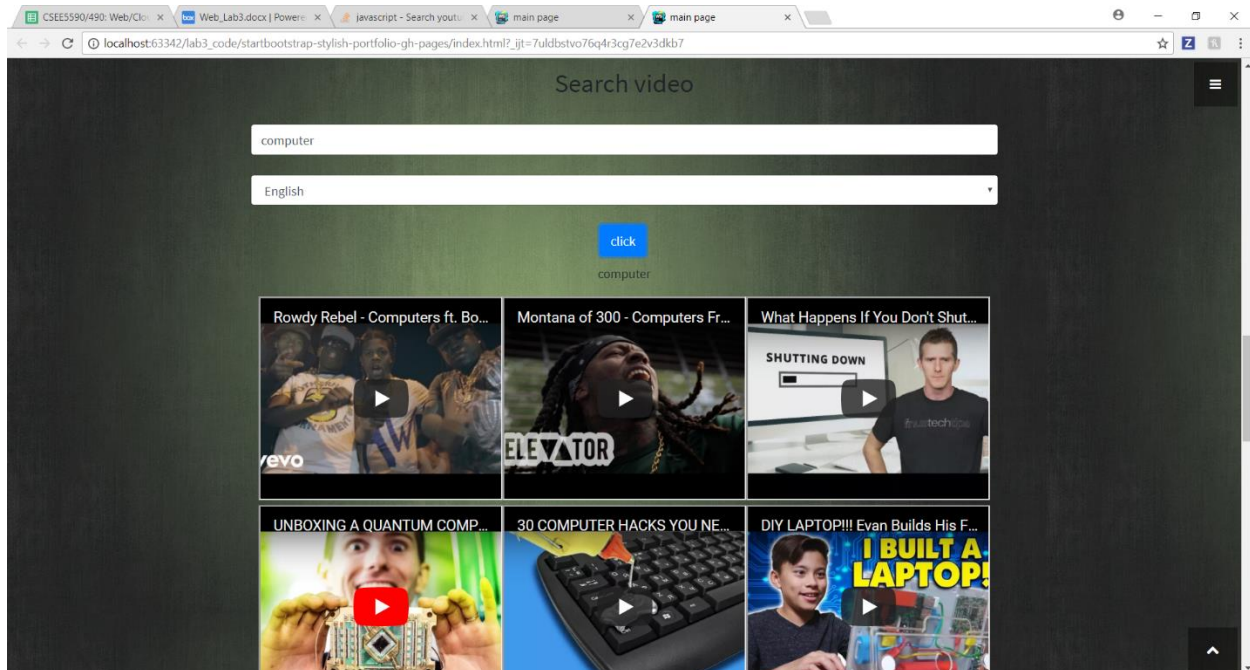 CSEE5590/490: Web/Clo
Web_Lab3.docx | Powere
javascript - Search youtu
main page
main page
localhost:63342/lab3_code/startbootstrap-stylish-portfolio-gh-pages/index.html?_ijt=7uldbstvo76q4r3cg7e2v3dkb7
Search video
computer
English
click
computer
Rowdy Rebel - Computers ft. Bo...
Montana of 300 - Computers Fr...
What Happens If You Don't Shut...
SHUTTING DOWN
vevo
ELEVATOR
UNBOXING A QUANTUM COMP...
30 COMPUTER HACKS YOU NE...
DIY LAPTOP!!! Evan Builds His F...
I BUILT A
LAPTOP!